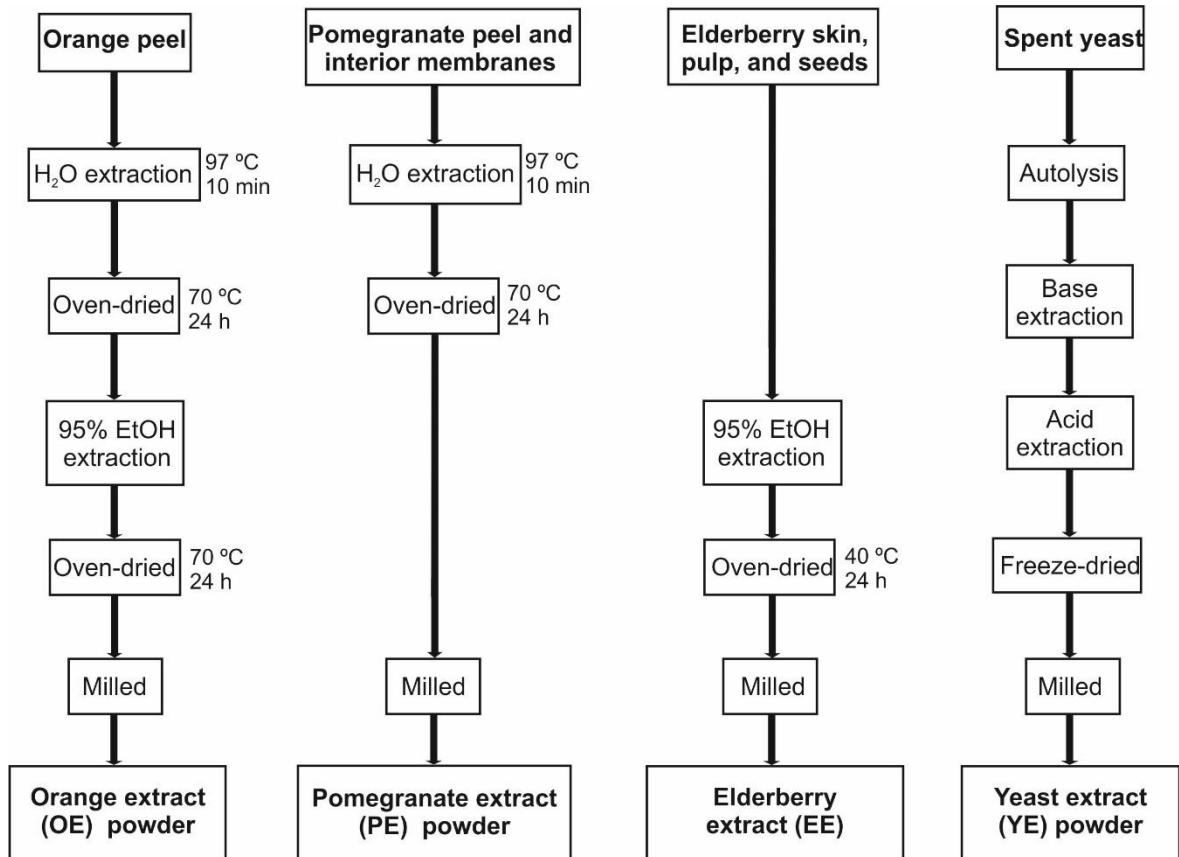 Orange peel
H₂O extraction
97 ºC
10 min
Oven-dried
70 ºC
24 h
95% EtOH
extraction
Oven-dried
70 ºC
24 h
Milled
Orange extract
(OE) powder
Pomegranate peel and
interior membranes
H₂O extraction
97 ºC
10 min
Oven-dried
70 ºC
24 h
Milled
Pomegranate extract
(PE) powder
Elderberry skin,
pulp, and seeds
95% EtOH
extraction
Oven-dried
40 ºC
24 h
Milled
Elderberry
extract (EE)
Spent yeast
Autolysis
Base
extraction
Acid
extraction
Freeze-dried
Milled
Yeast extract
(YE) powder